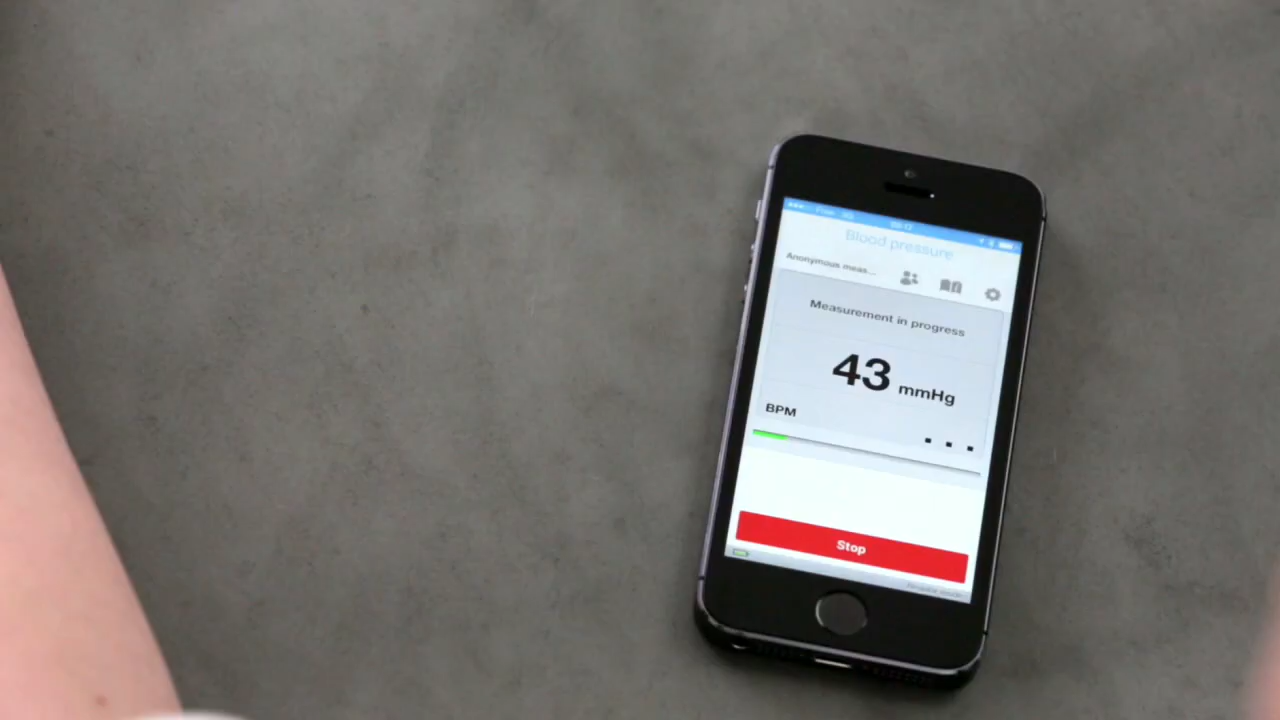 Blood pressure
Anonymous meas...
Measurement in progress
43 mmHg
BPM
Stop